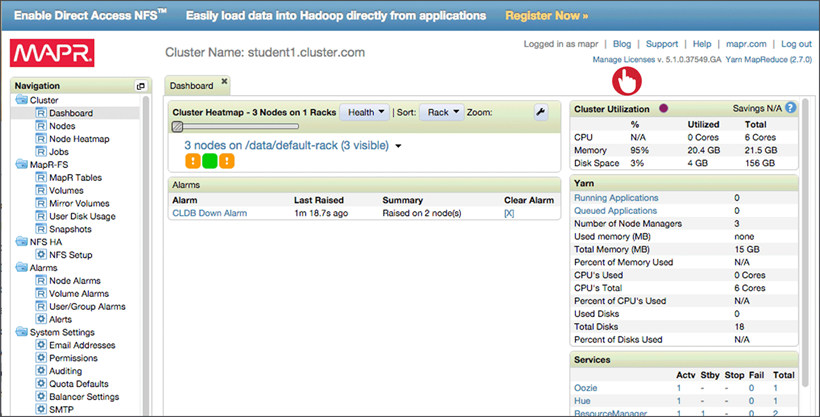 Enable Direct Access NFS™ Easily load data into Hadoop directly from applications Register Now »
MAPR
Cluster Name: student1.cluster.com
Logged in as mapr | Blog | Support | Help | mapr.com | Log out
Manage Licenses v. 5.1.0.37549.GA Yarn MapReduce (2.7.0)
Navigation
Cluster
Dashboard
Nodes
Node Heatmap
Jobs
MapR-FS
MapR Tables
Volumes
Mirror Volumes
User Disk Usage
Snapshots
NFS HA
NFS Setup
Alarms
Node Alarms
Volume Alarms
User/Group Alarms
Alerts
System Settings
Email Addresses
Permissions
Auditing
Quota Defaults
Balancer Settings
SMTP
Dashboard
Cluster Heatmap - 3 Nodes on 1 Racks Health | Sort: Rack Zoom:
3 nodes on /data/default-rack (3 visible)
! !
Alarms
Alarm Last Raised Summary Clear Alarm
CLDB Down Alarm 1m 18.7s ago Raised on 2 node(s) [X]
Cluster Utilization Savings N/A ?
% Utilized Total
CPU N/A 0 Cores 6 Cores
Memory 95% 20.4 GB 21.5 GB
Disk Space 3% 4 GB 156 GB
Yarn
Running Applications 0
Queued Applications 0
Number of Node Managers 3
Used memory (MB) none
Total Memory (MB) 15 GB
Percent of Memory Used N/A
CPU's Used 0 Cores
CPU's Total 6 Cores
Percent of CPU's Used N/A
Used Disks 0
Total Disks 18
Percent of Disks Used N/A
Services
Actv Stby Stop Fail Total
Oozie 1 - - 0 1
Hue 1 - - 0 1
ResourceManager 1 - - 0 2